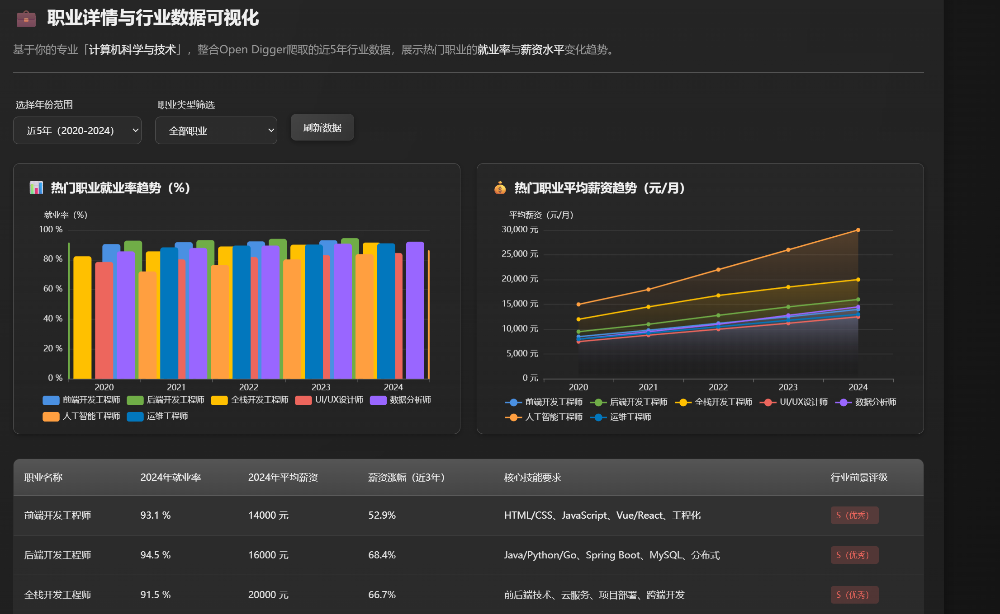 职业详情与行业数据可视化
基于你的专业「计算机科学与技术」，整合Open Digger爬取的近5年行业数据，展示热门职业的就业率与薪资水平变化趋势。
选择年份范围
职业类型筛选
近5年（2020-2024）
全部职业
刷新数据
热门职业就业率趋势（%）
就业率（%）
100 %
80 %
60 %
40 %
20 %
0 %
2020 2021 2022 2023 2024
前端开发工程师 后端开发工程师 全栈开发工程师 UI/UX设计师 数据分析师
人工智能工程师 运维工程师
热门职业平均薪资趋势（元/月）
平均薪资（元/月）
30,000 元
25,000 元
20,000 元
15,000 元
10,000 元
5,000 元
0 元
2020 2021 2022 2023 2024
前端开发工程师 后端开发工程师 全栈开发工程师 UI/UX设计师 数据分析师
人工智能工程师 运维工程师
职业名称 2024年就业率 2024年平均薪资 薪资涨幅（近3年） 核心技能要求 行业前景评级
前端开发工程师 93.1 % 14000 元 52.9% HTML/CSS、JavaScript、Vue/React、工程化 S（优秀）
后端开发工程师 94.5 % 16000 元 68.4% Java/Python/Go、Spring Boot、MySQL、分布式 S（优秀）
全栈开发工程师 91.5 % 20000 元 66.7% 前后端技术、云服务、项目部署、跨端开发 S（优秀）